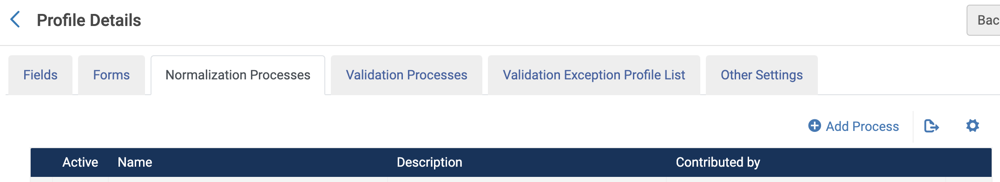 Profile Details
Bac
Fields Forms Normalization Processes Validation Processes Validation Exception Profile List Other Settings
Add Process
Active Name Description Contributed by